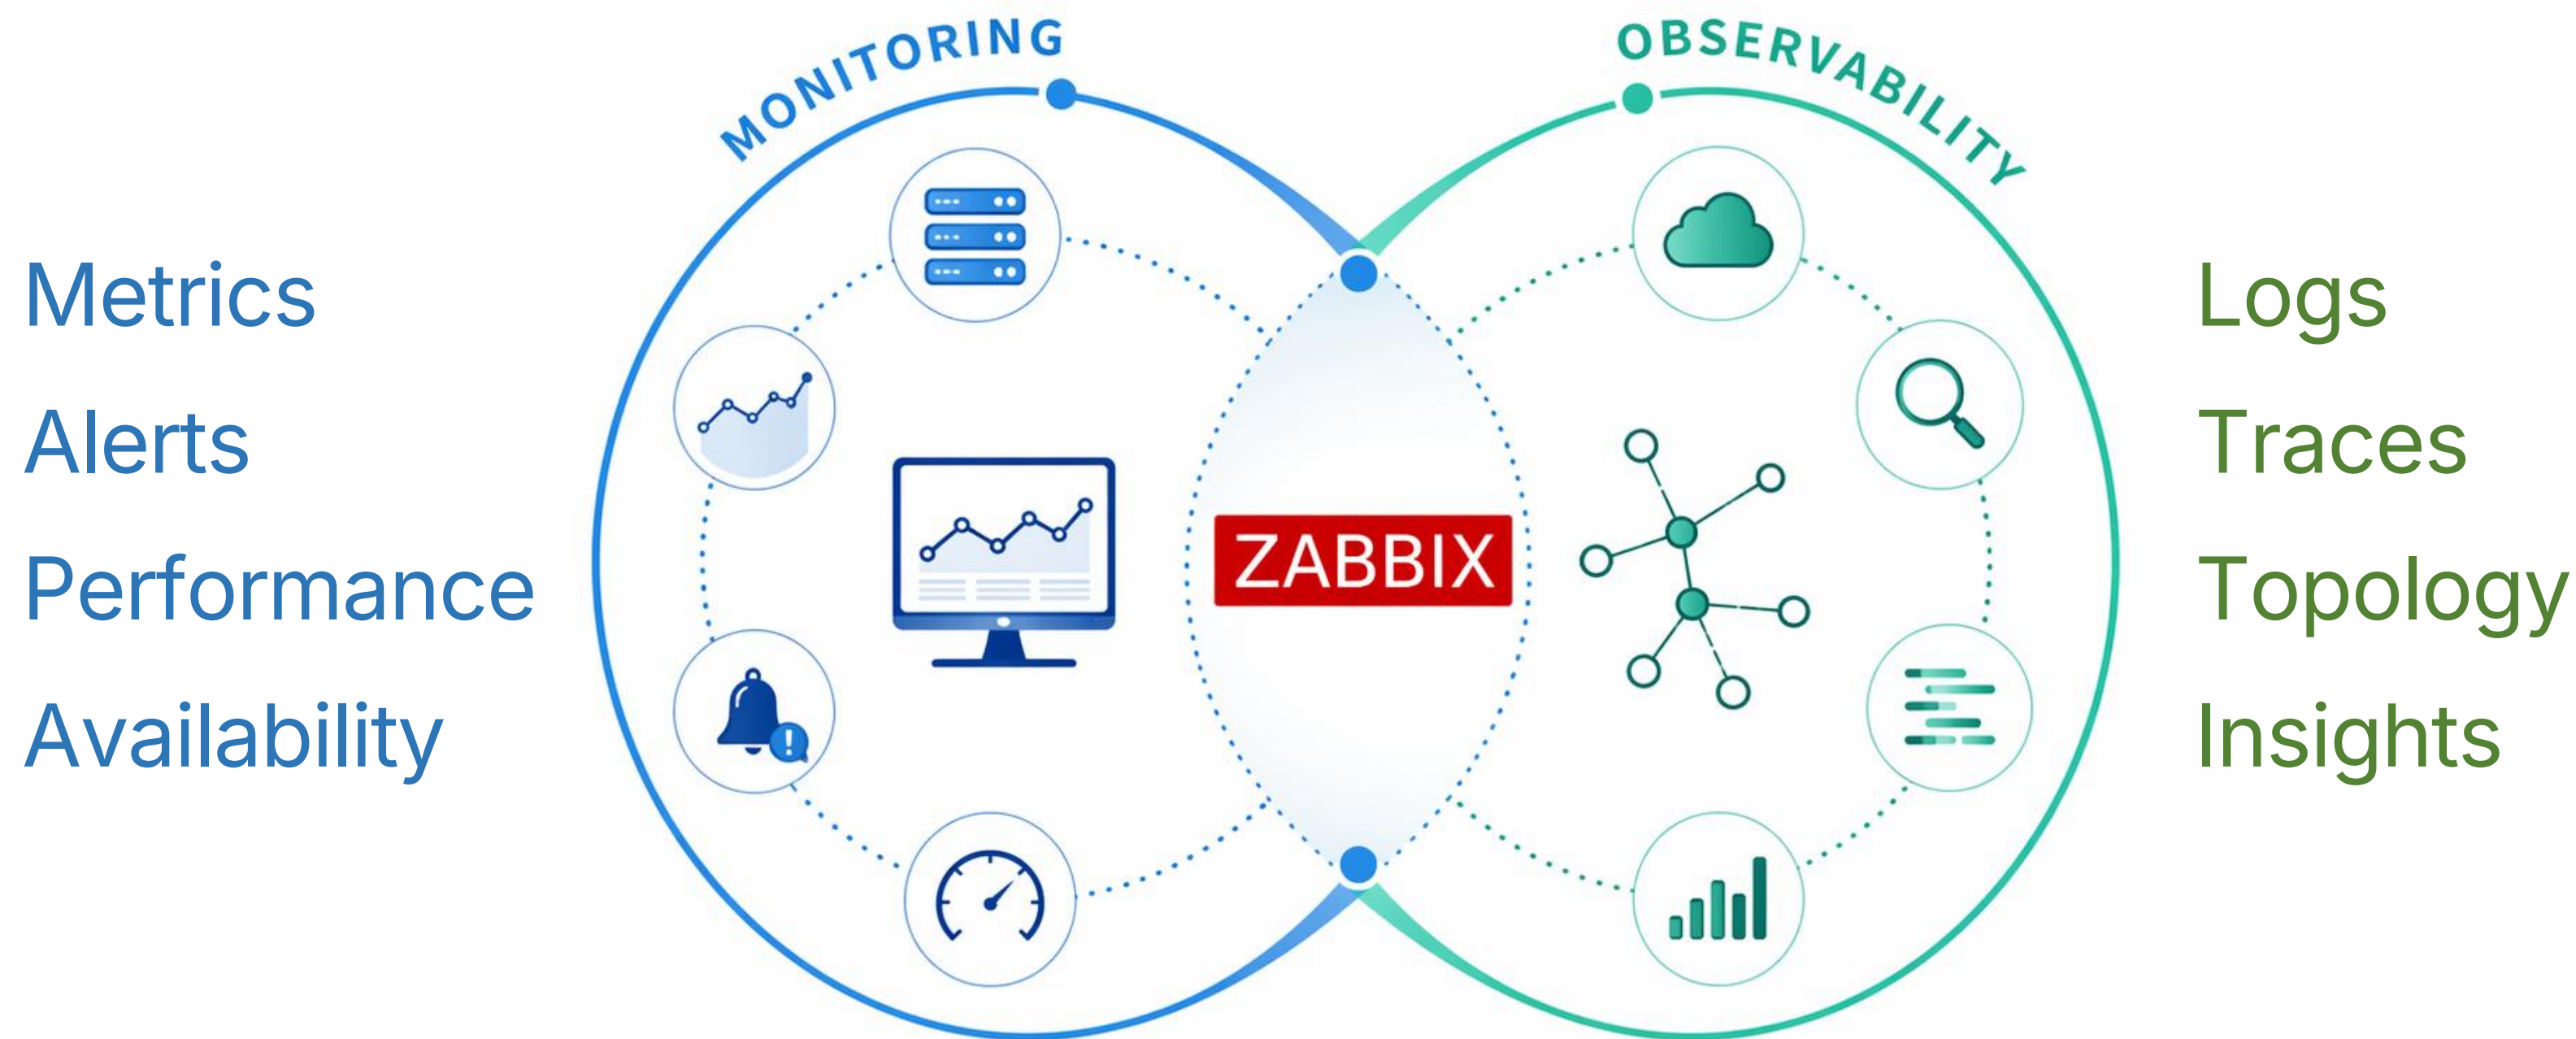 MONITORING
OBSERVABILITY
Metrics
Alerts
Performance
Availability
ZABBIX
Logs
Traces
Topology
Insights